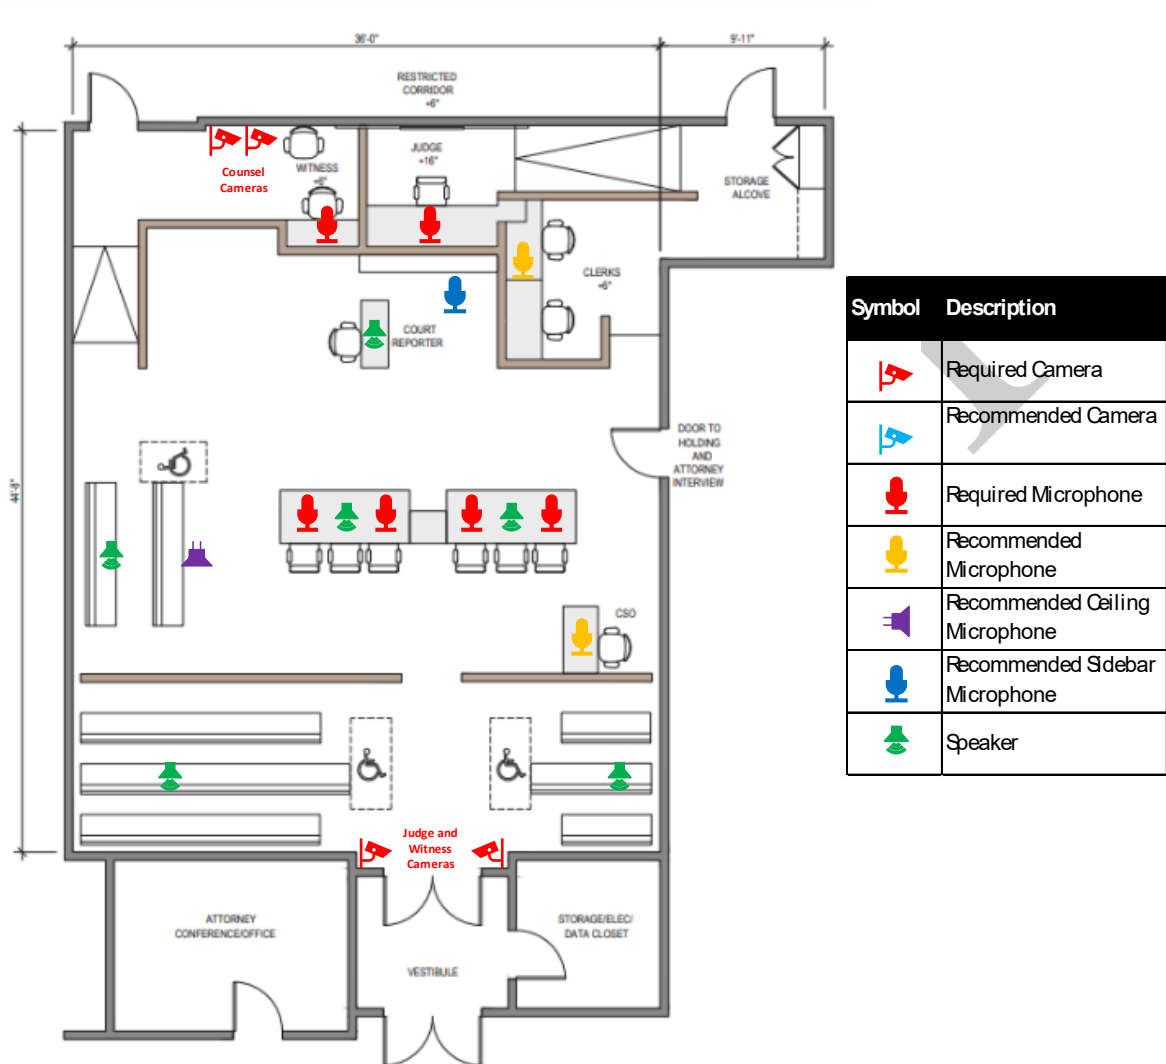 36'-0"
9'-11"
RESTRICTED
CORRIDOR
+6"
JUDGE
+16"
WITNESS
+6"
Counsel
Cameras
STORAGE
ALCOVE
CLERKS
+6"
COURT
REPORTER
44'-8"
DOOR TO
HOLDING
AND
ATTORNEY
INTERVIEW
CSO
Judge and
Witness
Cameras
ATTORNEY
CONFERENCE/OFFICE
STORAGE/ELEC/
DATA CLOSET
VESTIBULE
Symbol Description
Required Camera
Recommended Camera
Required Microphone
Recommended
Microphone
Recommended Ceiling
Microphone
Recommended Sidebar
Microphone
Speaker